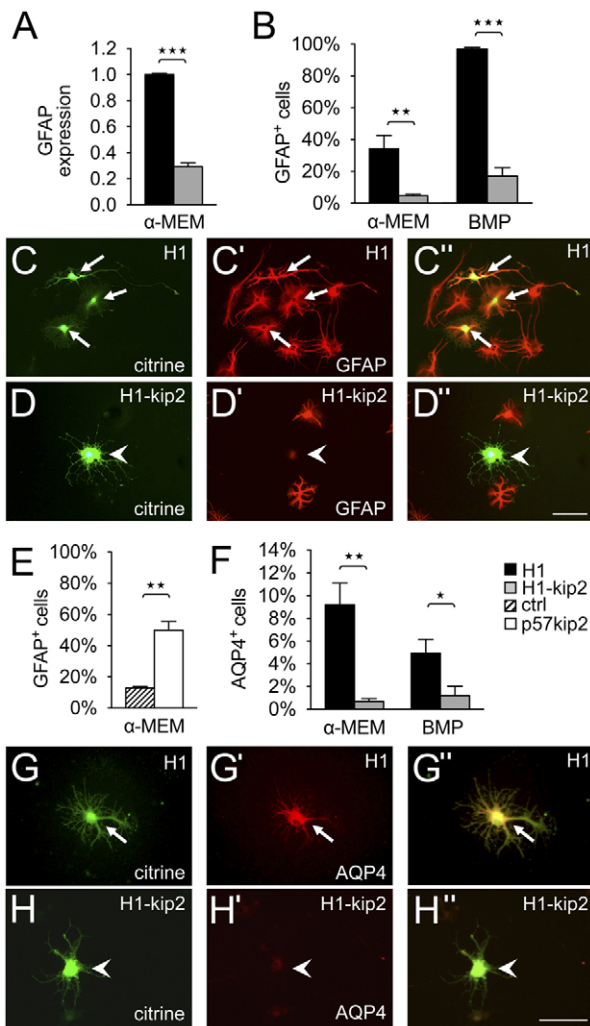 A
GFAP expression
1.2
1.0
0.8
0.6
0.4
0.2
0.0
★★★
α-MEM
B
GFAP⁺ cells
100%
80%
60%
40%
20%
0%
★★
★★★
α-MEM
BMP
C
H1
citrine
C'
GFAP
C"
H1
D
H1-kip2
citrine
D'
H1-kip2
GFAP
D"
H1-kip2
E
GFAP⁺ cells
100%
80%
60%
40%
20%
0%
★★
α-MEM
F
AQP4⁺ cells
14%
12%
10%
8%
6%
4%
2%
0%
★★
★
α-MEM
BMP
H1
H1-kip2
ctrl
p57kip2
G
H1
citrine
G'
H1
AQP4
G"
H1
H
H1-kip2
citrine
H'
H1-kip2
AQP4
H"
H1-kip2